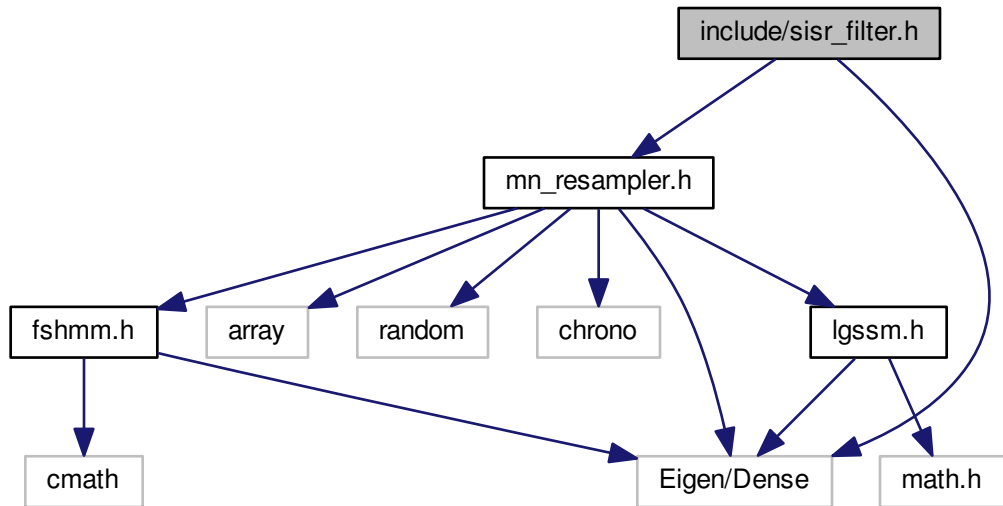 include/sisr_filter.h
mn_resampler.h
fshmm.h
array
random
chrono
lgssm.h
cmath
Eigen/Dense
math.h